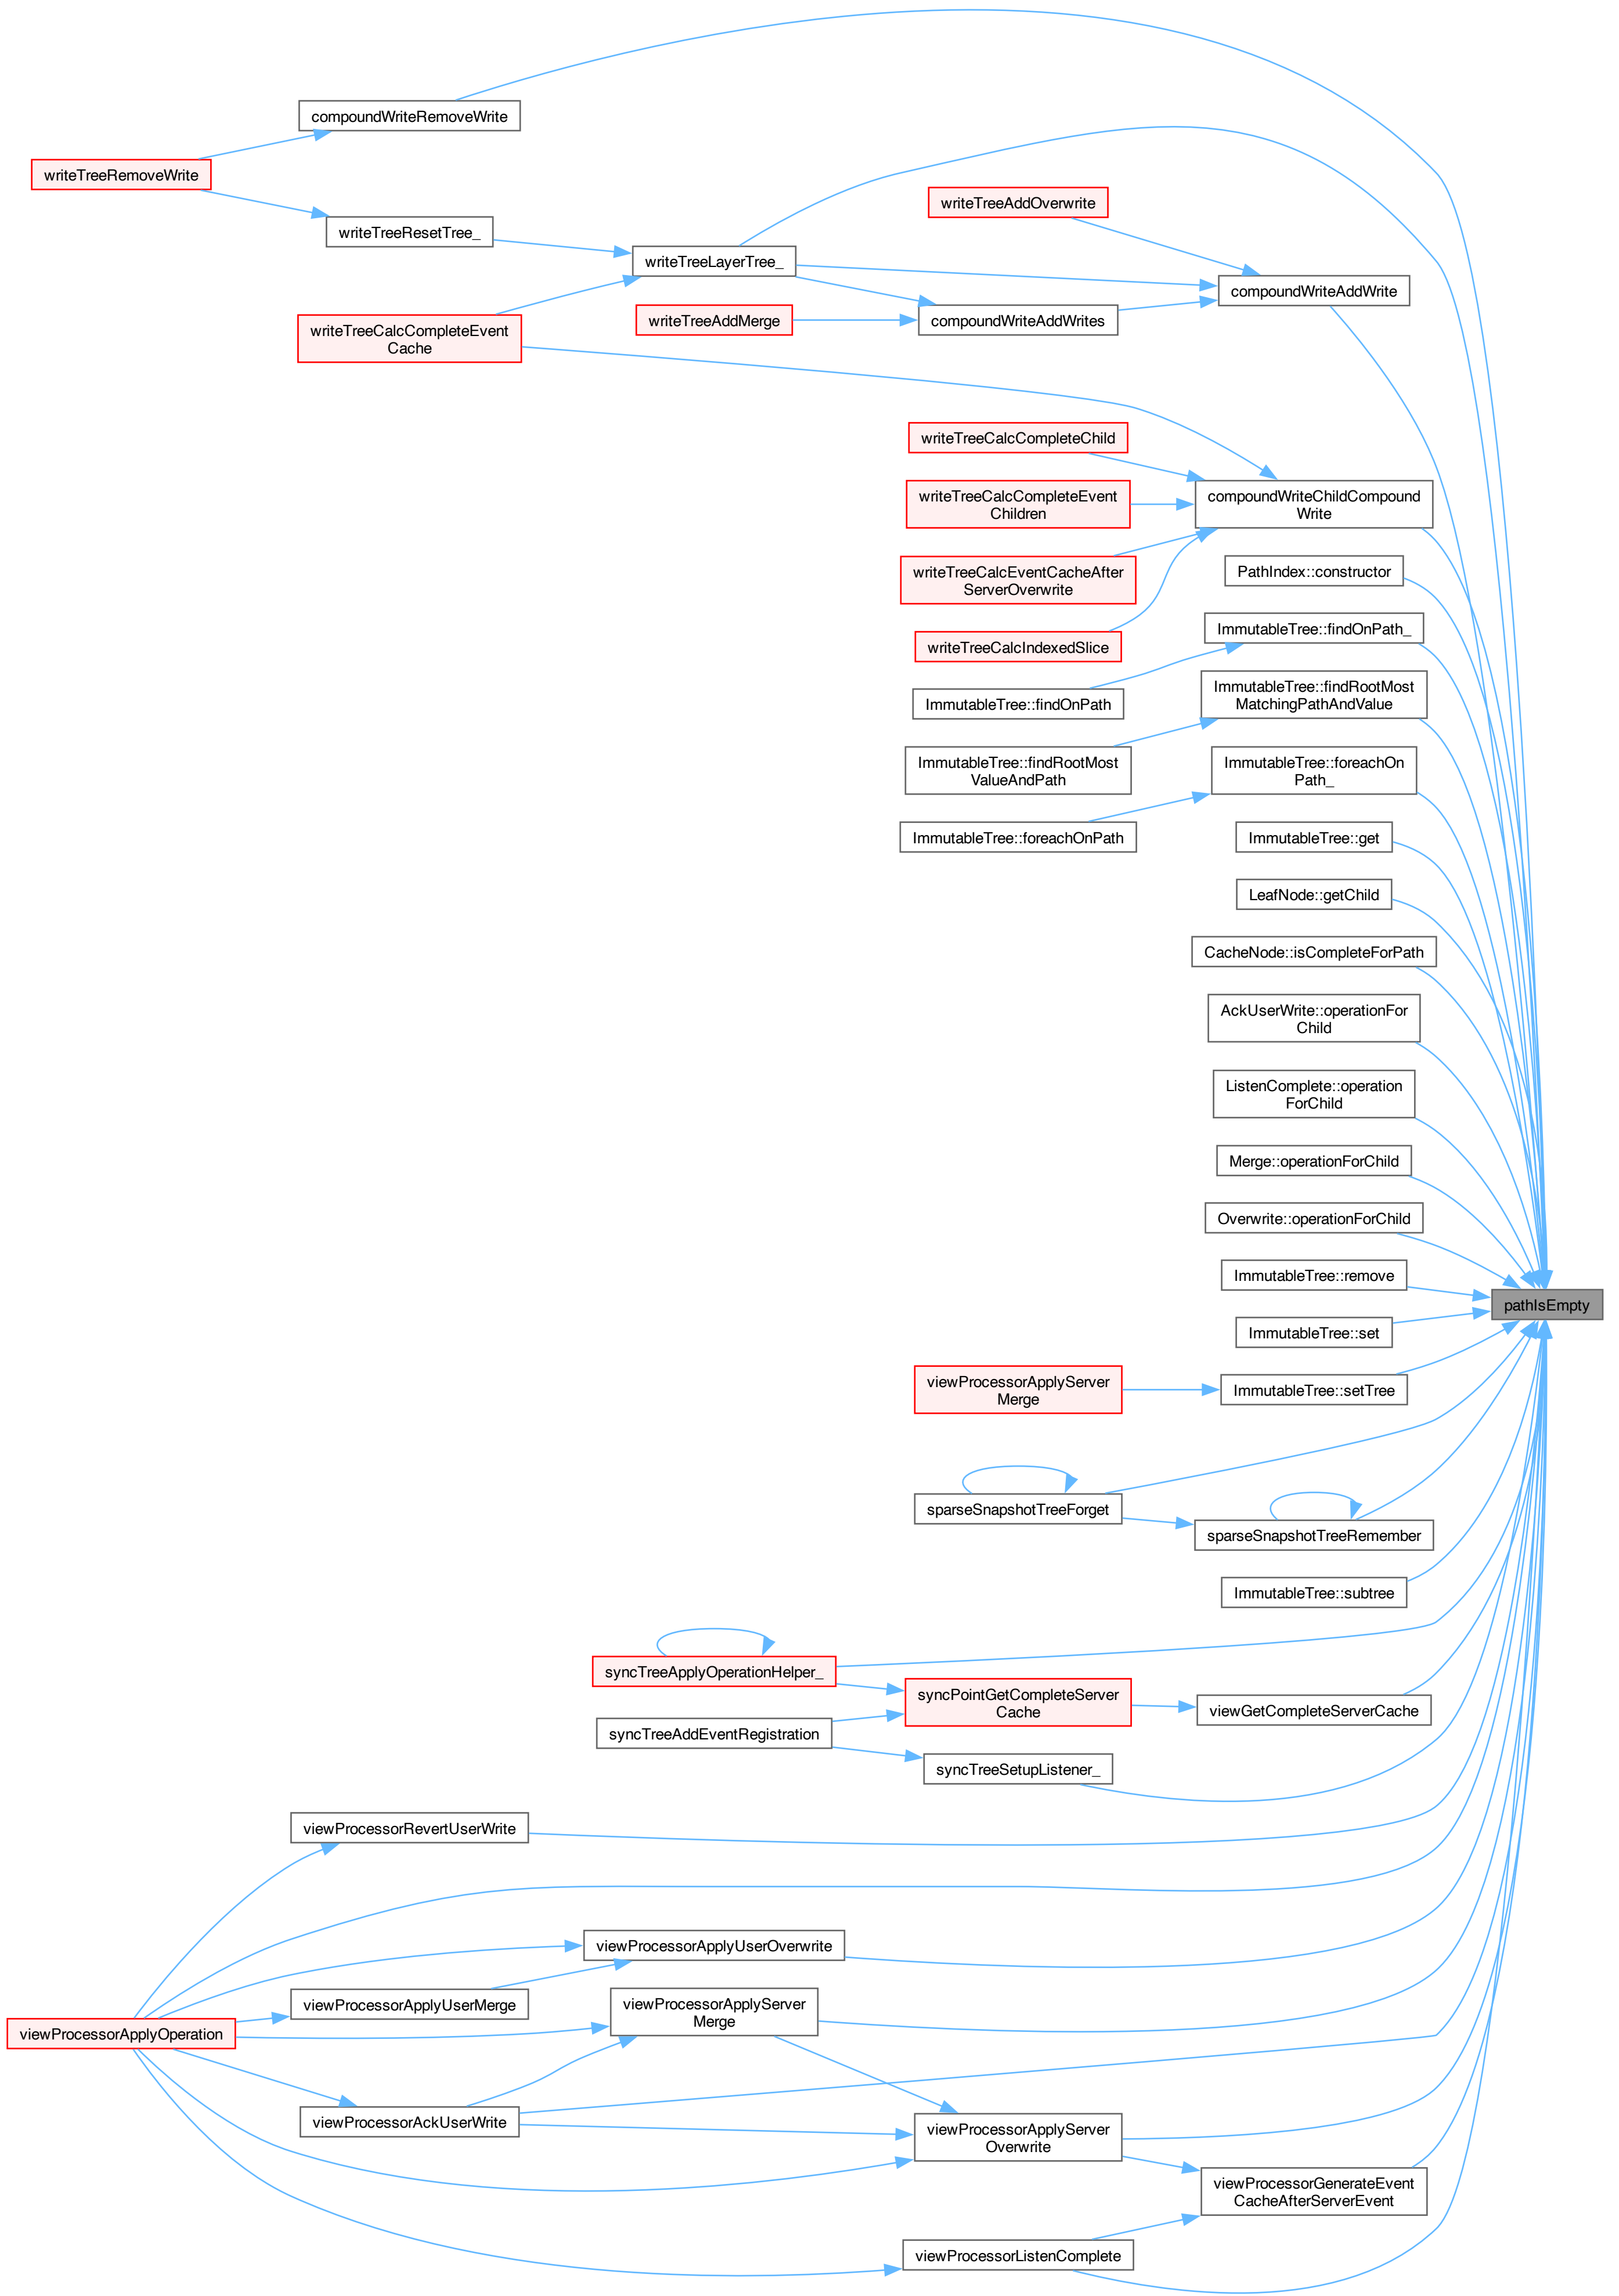 compoundWriteRemoveWrite
writeTreeRemoveWrite
writeTreeAddOverwrite
writeTreeResetTree_
writeTreeLayerTree_
compoundWriteAddWrite
writeTreeAddMerge
compoundWriteAddWrites
writeTreeCalcCompleteEvent
Cache
writeTreeCalcCompleteChild
writeTreeCalcCompleteEvent
Children
compoundWriteChildCompound
Write
writeTreeCalcEventCacheAfter
ServerOverwrite
PathIndex::constructor
ImmutableTree::findOnPath_
writeTreeCalcIndexedSlice
ImmutableTree::findOnPath
ImmutableTree::findRootMost
MatchingPathAndValue
ImmutableTree::findRootMost
ValueAndPath
ImmutableTree::foreachOn
Path_
ImmutableTree::foreachOnPath
ImmutableTree::get
LeafNode::getChild
CacheNode::isCompleteForPath
AckUserWrite::operationFor
Child
ListenComplete::operation
ForChild
Merge::operationForChild
Overwrite::operationForChild
ImmutableTree::remove
pathIsEmpty
ImmutableTree::set
viewProcessorApplyServer
Merge
ImmutableTree::setTree
sparseSnapshotTreeForget
sparseSnapshotTreeRemember
ImmutableTree::subtree
syncTreeApplyOperationHelper_
syncPointGetCompleteServer
Cache
viewGetCompleteServerCache
syncTreeAddEventRegistration
syncTreeSetupListener_
viewProcessorRevertUserWrite
viewProcessorApplyUserOverwrite
viewProcessorApplyUserMerge
viewProcessorApplyServer
Merge
viewProcessorApplyOperation
viewProcessorAckUserWrite
viewProcessorApplyServer
Overwrite
viewProcessorGenerateEvent
CacheAfterServerEvent
viewProcessorListenComplete